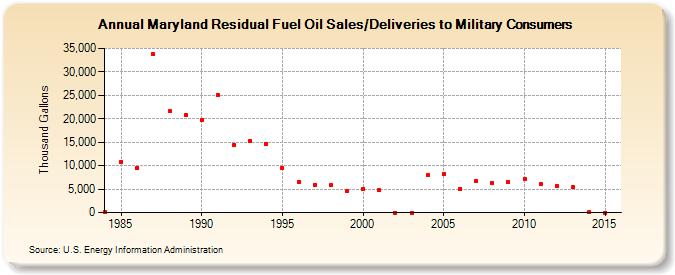 Annual Maryland Residual Fuel Oil Sales/Deliveries to Military Consumers
Thousand Gallons
35,000
30,000
25,000
20,000
15,000
10,000
5,000
0
1985 1990 1995 2000 2005 2010 2015
Source: U.S. Energy Information Administration